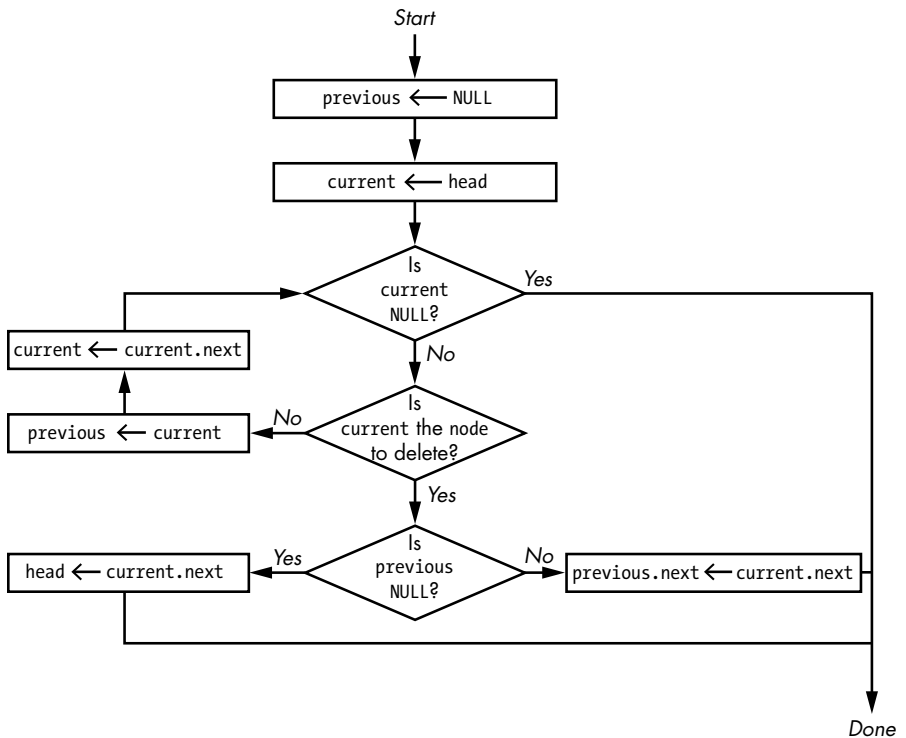 Start
previous ← NULL
current ← head
Is
current
NULL?
Yes
No
current ← current.next
Is
current the node
to delete?
No
previous ← current
Yes
Is
previous
NULL?
Yes
head ← current.next
No
previous.next ← current.next
Done